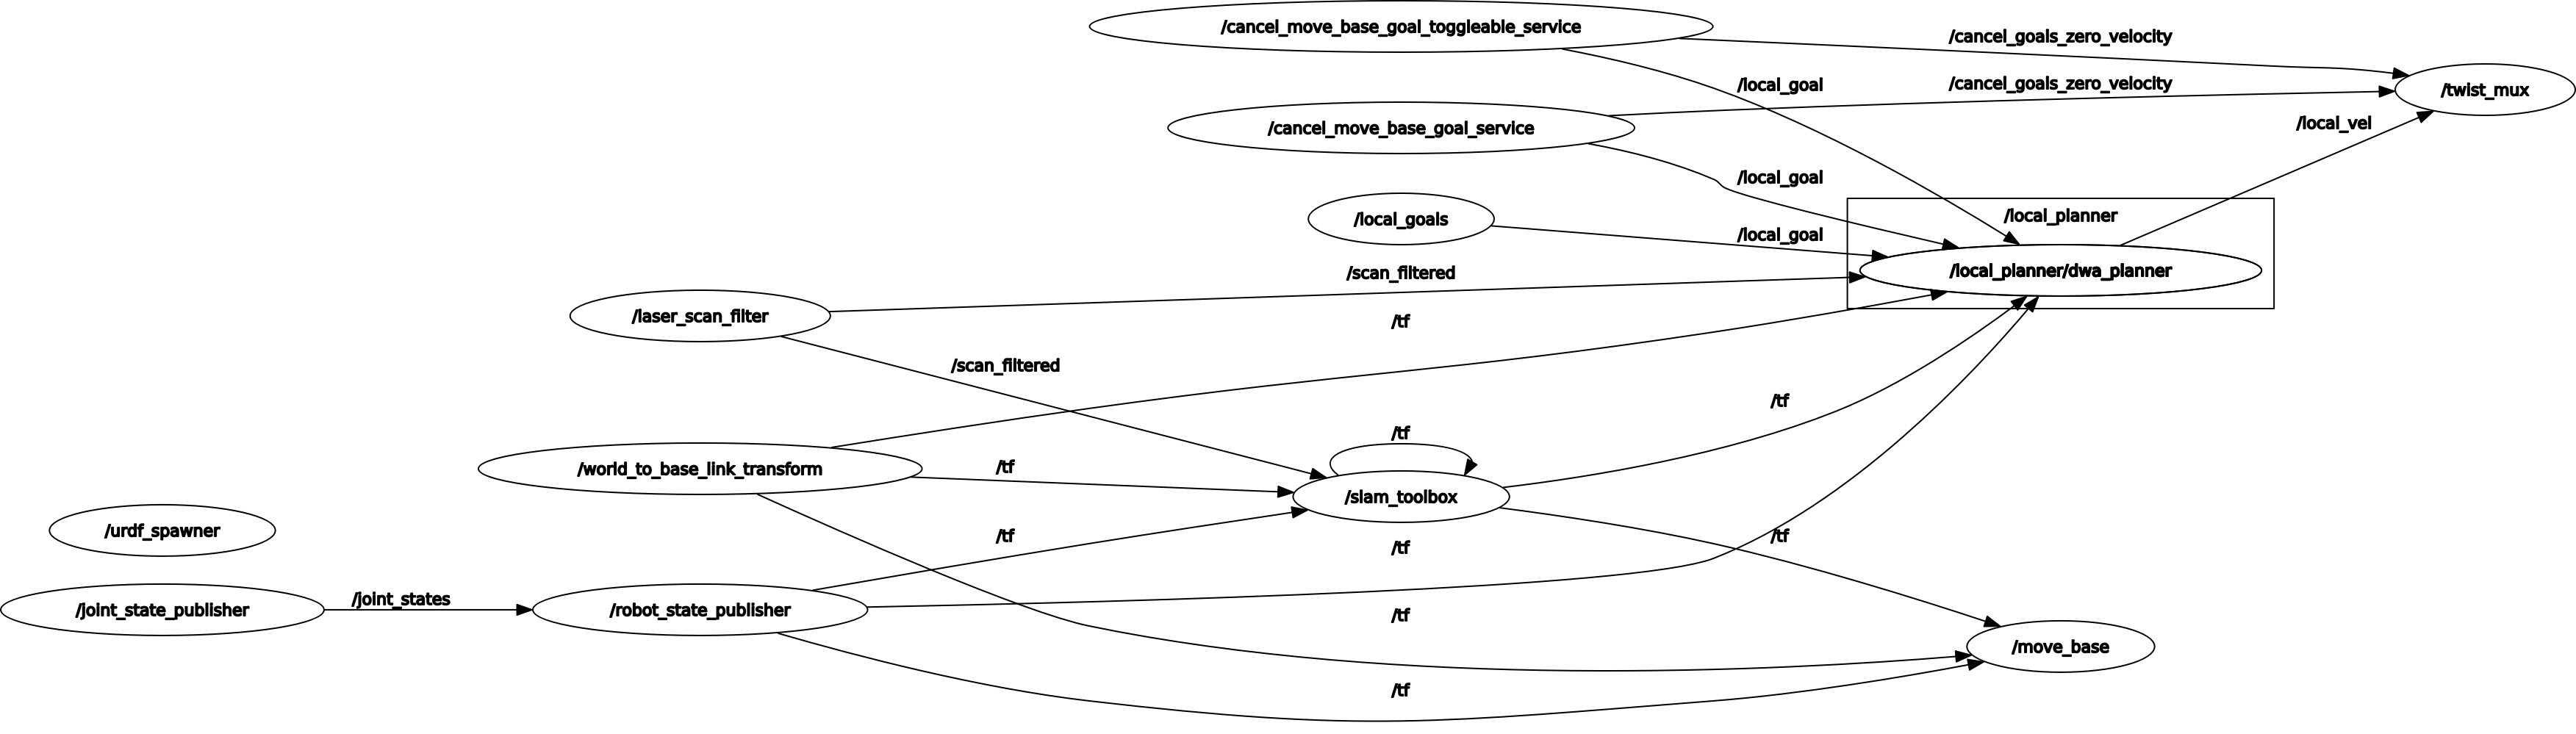 /cancel_move_base_goal_toggleable_service
/cancel_goals_zero_velocity
/local_goal
/cancel_goals_zero_velocity
/twist_mux
/cancel_move_base_goal_service
/local_vel
/local_goal
/local_goals
/local_planner
/local_goal
/scan_filtered
/local_planner/dwa_planner
/laser_scan_filter
/tf
/scan_filtered
/tf
/tf
/world_to_base_link_transform
/tf
/slam_toolbox
/urdf_spawner
/tf
/tf
/tf
/joint_state_publisher
/joint_states
/robot_state_publisher
/tf
/move_base
/tf